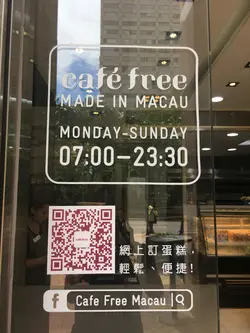 café free
MADE IN MACAU
MONDAY-SUNDAY
07:00-23:30
網上訂蛋糕,
輕鬆、便捷!
f Cafe Free Macau